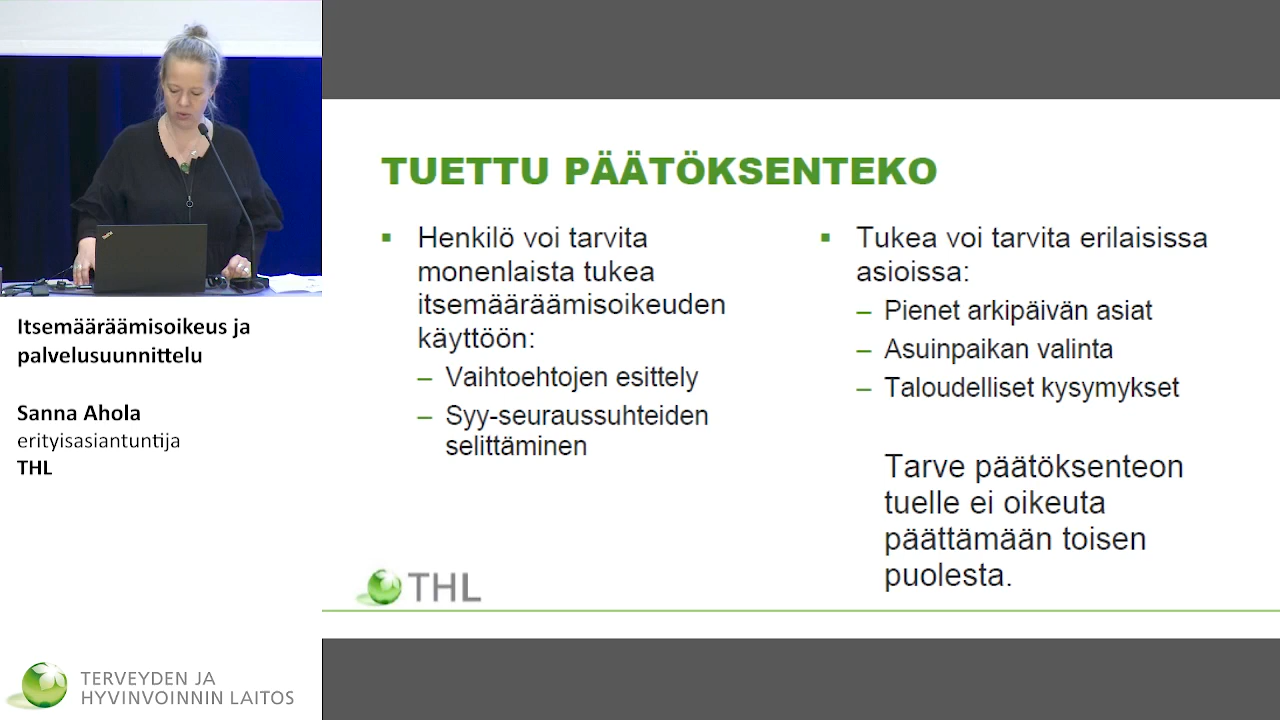 Itsemääräämisoikeus ja
palvelusuunnittelu
Sanna Ahola
erityisasiantuntija
THL
TERVEYDEN JA
HYVINVOINNIN LAITOS
TUETTU PÄÄTÖKSENTEKO
▪ Henkilö voi tarvita
monenlaista tukea
itsemääräämisoikeuden
käyttöön:
– Vaihtoehtojen esittely
– Syy-seuraussuhteiden
selittäminen
▪ Tukea voi tarvita erilaisissa
asioissa:
– Pienet arkipäivän asiat
– Asuinpaikan valinta
– Taloudelliset kysymykset
Tarve päätöksenteon
tuelle ei oikeuta
päättämään toisen
puolesta.
THL